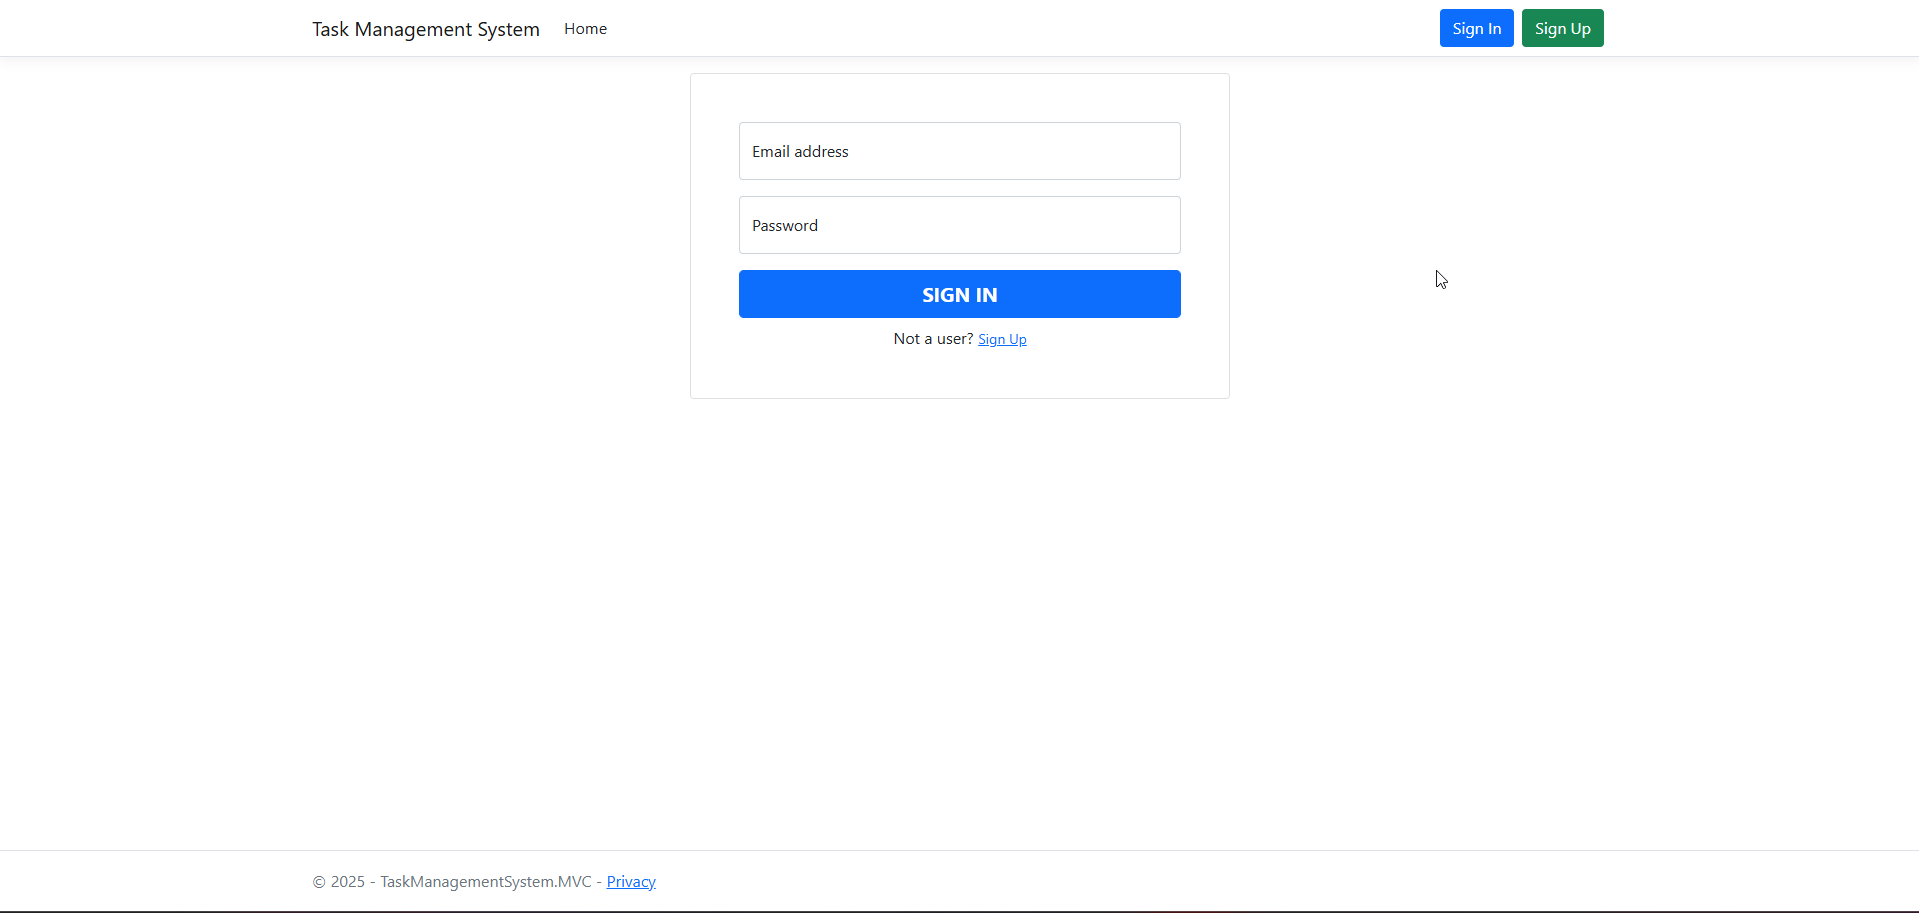 Task Management System Home Sign In Sign Up
Email address
Password
SIGN IN
Not a user? Sign Up
© 2025 - TaskManagementSystem.MVC - Privacy